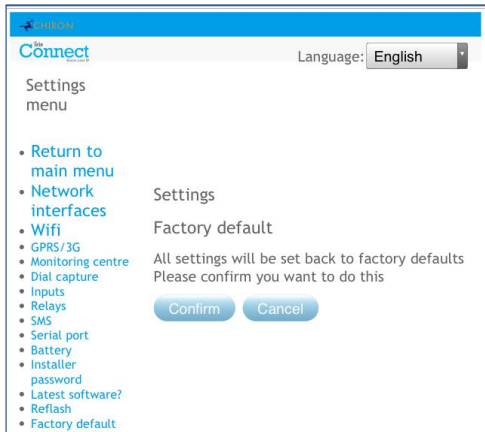 CHIRON
iris
Connect
Language: English
Settings
menu
Return to
main menu
Network
interfaces
Wifi
GPRS/3G
Monitoring centre
Dial capture
Inputs
Relays
SMS
Serial port
Battery
Installer
password
Latest software?
Reflash
Factory default
Settings
Factory default
All settings will be set back to factory defaults
Please confirm you want to do this
Confirm Cancel